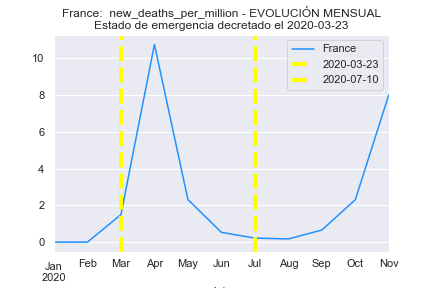 France:  new_deaths_per_million - EVOLUCIÓN MENSUAL
Estado de emergencia decretado el 2020-03-23
France
2020-03-23
2020-07-10
10
8
6
4
2
0
Jan Feb Mar Apr May Jun Jul Aug Sep Oct Nov
2020